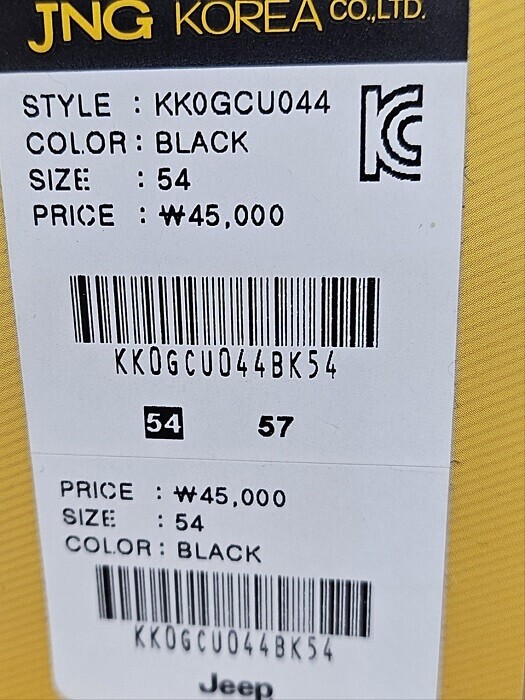 JNG KOREA CO.,LTD.
STYLE : KK0GCU044
COLOR : BLACK
SIZE : 54
PRICE : ₩45,000
KK0GCU044BK54
54 57
PRICE : ₩45,000
SIZE : 54
COLOR : BLACK
KK0GCU044BK54
Jeep